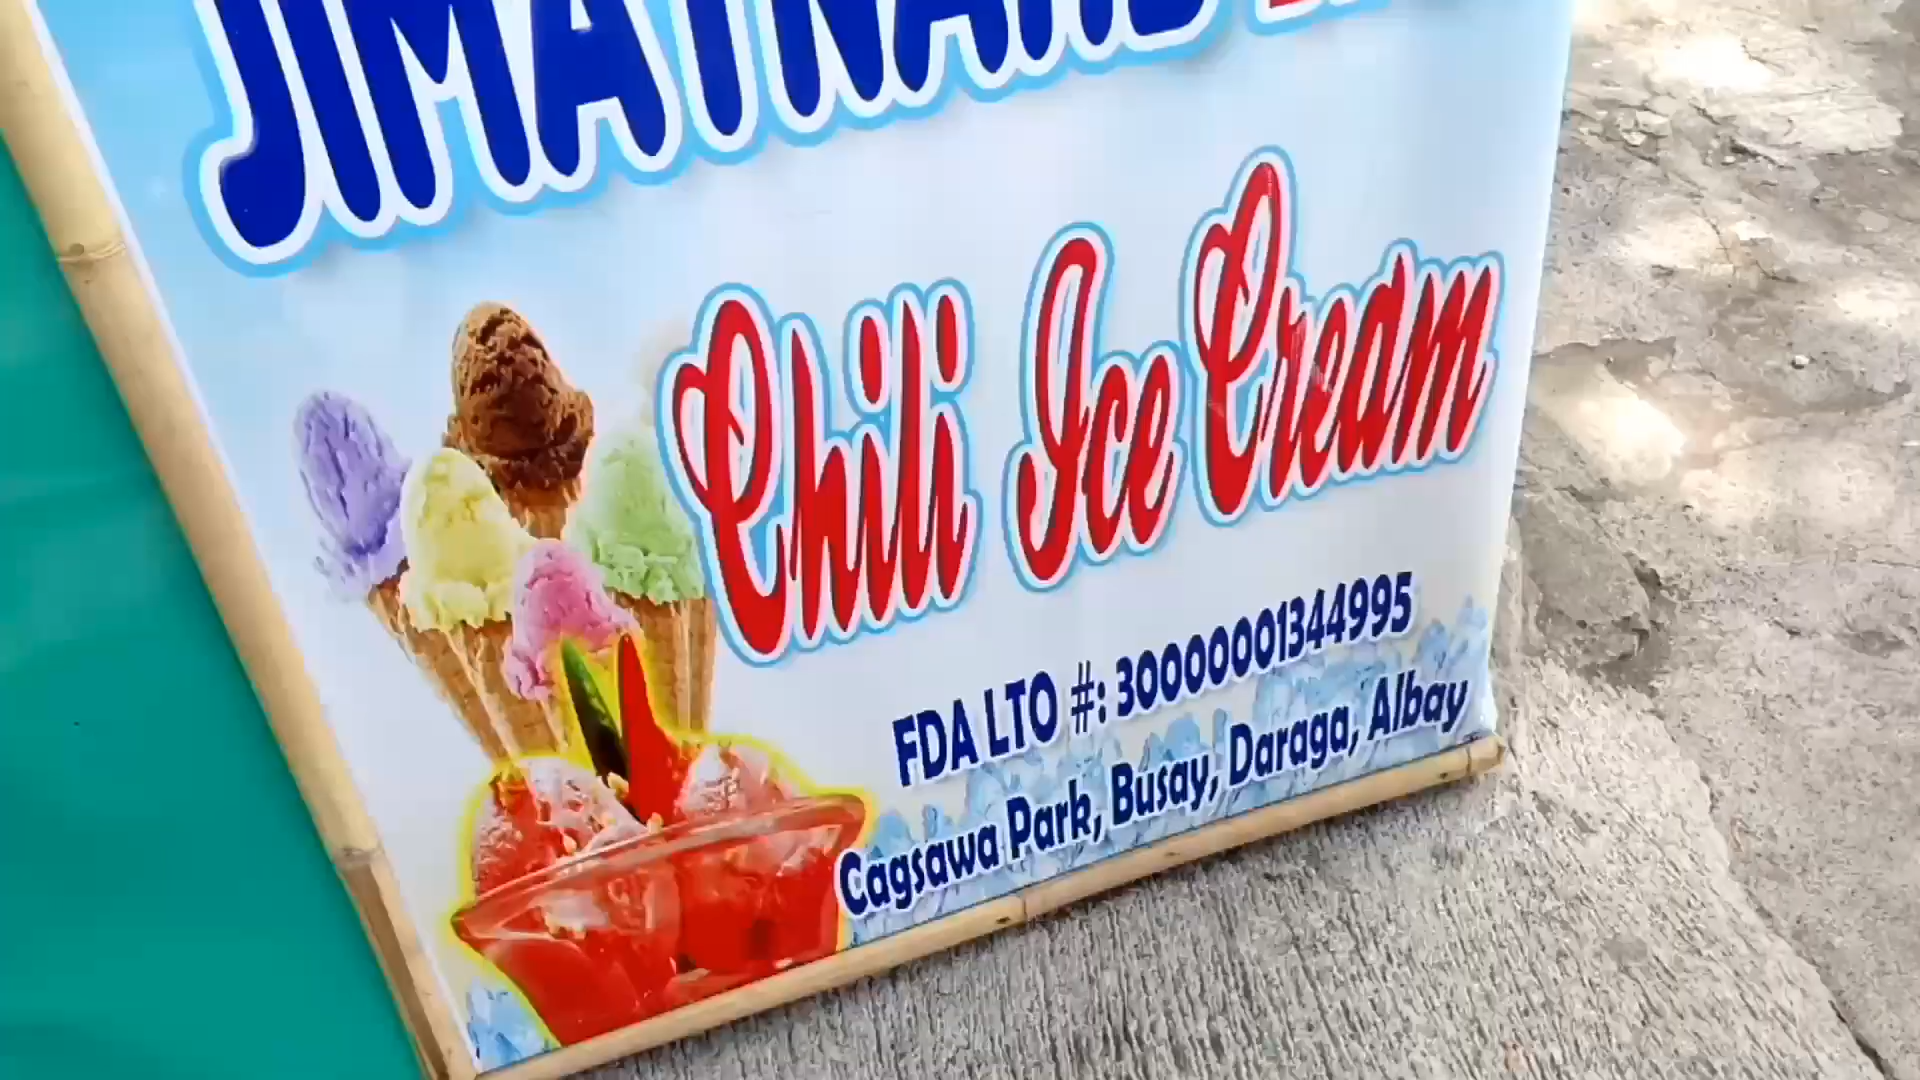 Chili Ice Cream
FDA LTO #: 30000001344995
Cagsawa Park, Busay, Daraga, Albay